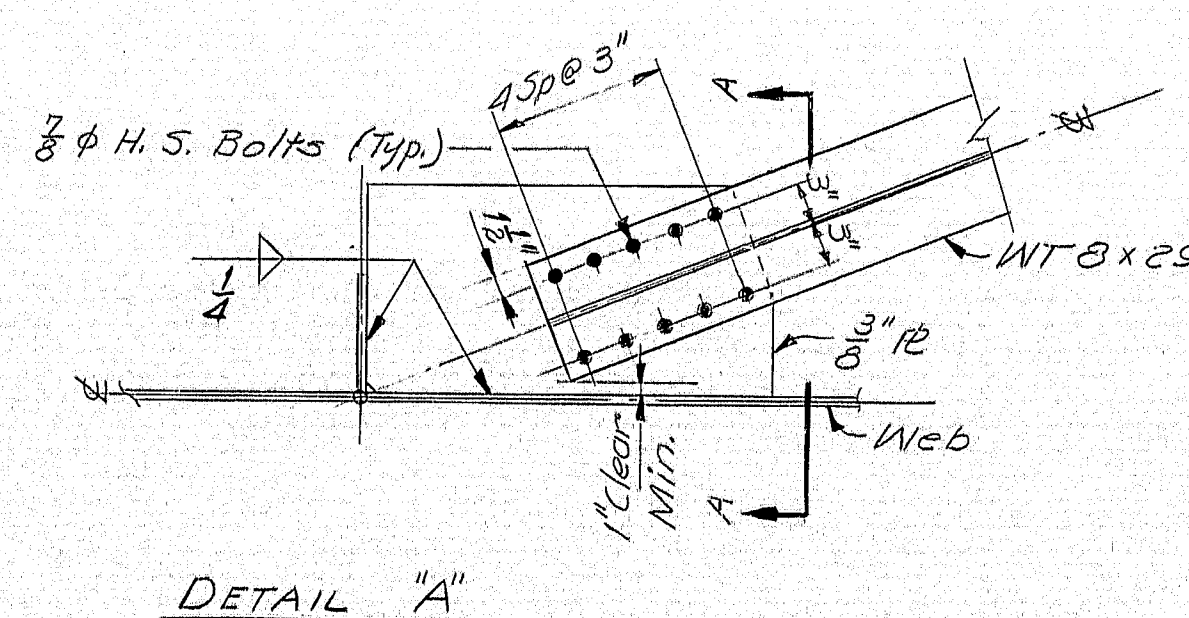 4 Sp @ 3"
A
7/8 φ H. S. Bolts (Typ.)
3"
3"
1 1/2"
WT 8 x 29
1/4
3/8" PL
Web
1" Clear
Min.
A
DETAIL "A"